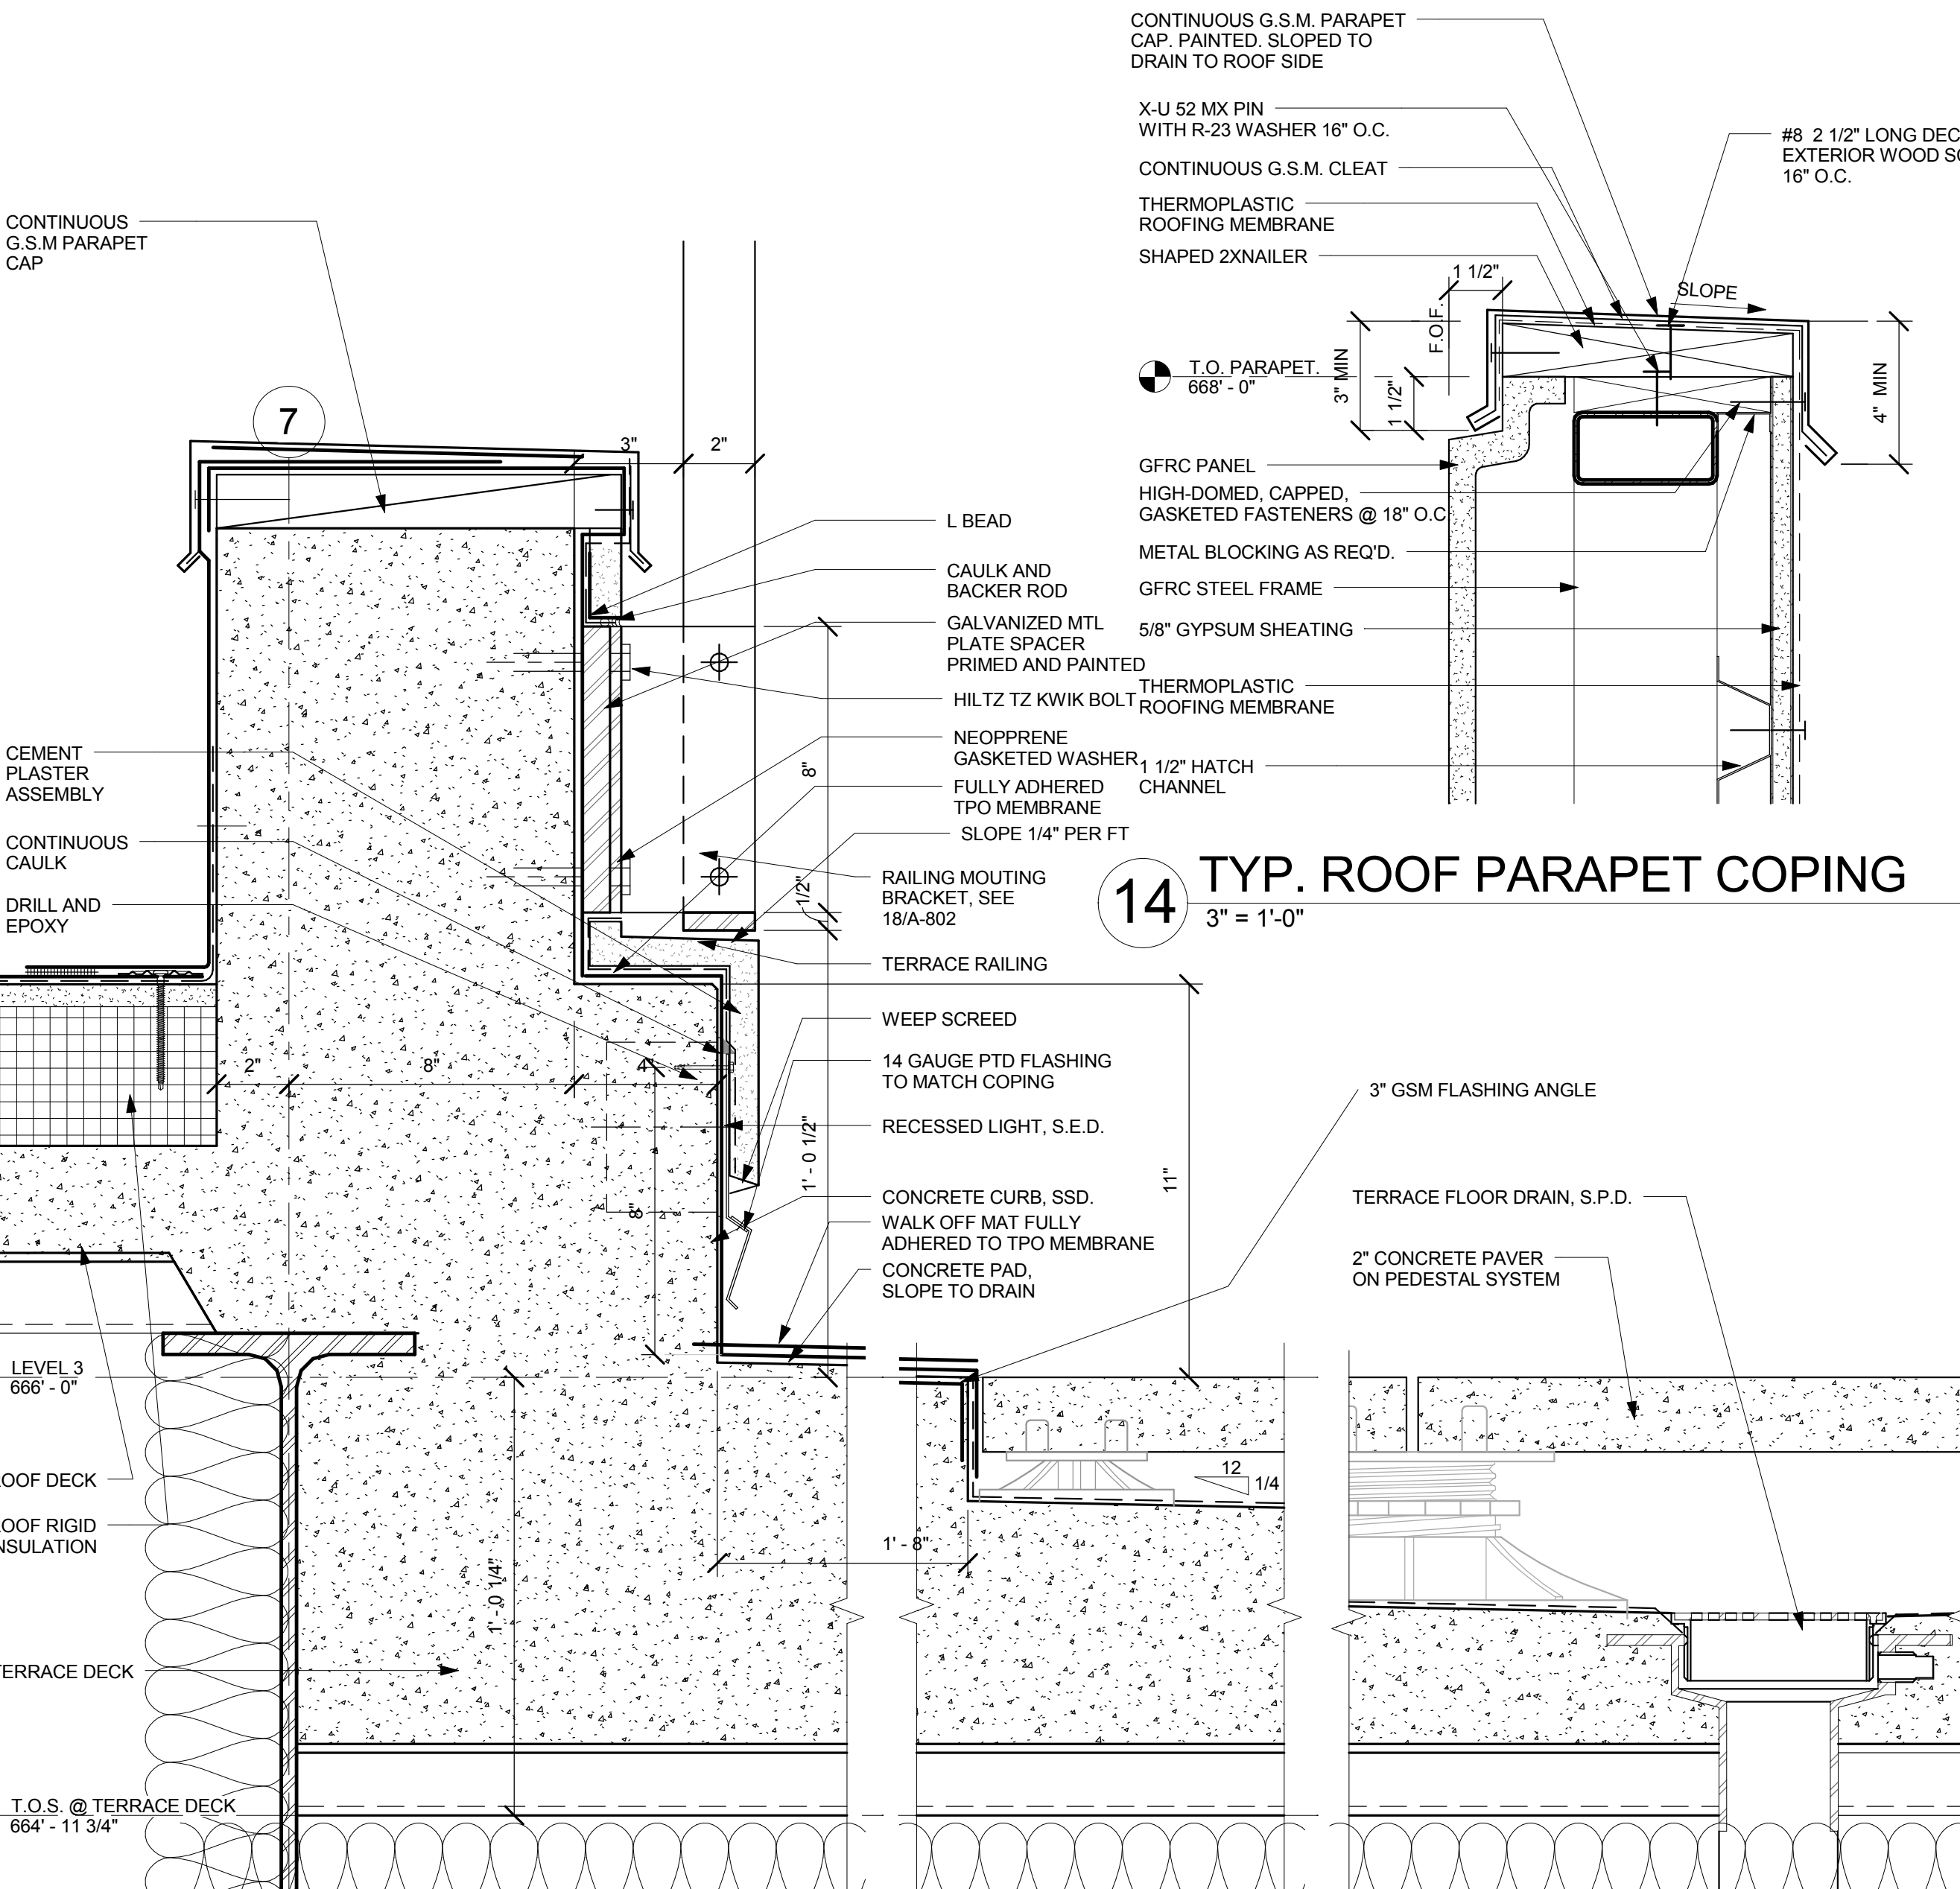 CONTINUOUS G.S.M. PARAPET
CAP. PAINTED. SLOPED TO
DRAIN TO ROOF SIDE
X-U 52 MX PIN
WITH R-23 WASHER 16" O.C.
CONTINUOUS G.S.M. CLEAT
THERMOPLASTIC
ROOFING MEMBRANE
SHAPED 2XNAILER
#8 2 1/2" LONG DEC
EXTERIOR WOOD SC
16" O.C.
1 1/2"
SLOPE
F.O.F.
3" MIN
1 1/2"
4" MIN
T.O. PARAPET.
668' - 0"
GFRC PANEL
HIGH-DOMED, CAPPED,
GASKETED FASTENERS @ 18" O.C
METAL BLOCKING AS REQ'D.
GFRC STEEL FRAME
5/8" GYPSUM SHEATING
THERMOPLASTIC
ROOFING MEMBRANE
1 1/2" HATCH
CHANNEL
14
TYP. ROOF PARAPET COPING
3" = 1'-0"
CONTINUOUS
G.S.M PARAPET
CAP
7
3"
2"
L BEAD
CAULK AND
BACKER ROD
GALVANIZED MTL
PLATE SPACER
PRIMED AND PAINTED
HILTZ TZ KWIK BOLT
NEOPPRENE
GASKETED WASHER
FULLY ADHERED
TPO MEMBRANE
SLOPE 1/4" PER FT
RAILING MOUTING
BRACKET, SEE
18/A-802
TERRACE RAILING
WEEP SCREED
14 GAUGE PTD FLASHING
TO MATCH COPING
RECESSED LIGHT, S.E.D.
CONCRETE CURB, SSD.
WALK OFF MAT FULLY
ADHERED TO TPO MEMBRANE
CONCRETE PAD,
SLOPE TO DRAIN
8"
1/2"
1' - 0 1/2"
11"
CEMENT
PLASTER
ASSEMBLY
CONTINUOUS
CAULK
DRILL AND
EPOXY
2"
8"
4"
8"
LEVEL 3
666' - 0"
OOF DECK
OOF RIGID
NSULATION
TERRACE DECK
T.O.S. @ TERRACE DECK
664' - 11 3/4"
1' - 0 1/4"
1' - 8"
12
1/4
3" GSM FLASHING ANGLE
TERRACE FLOOR DRAIN, S.P.D.
2" CONCRETE PAVER
ON PEDESTAL SYSTEM